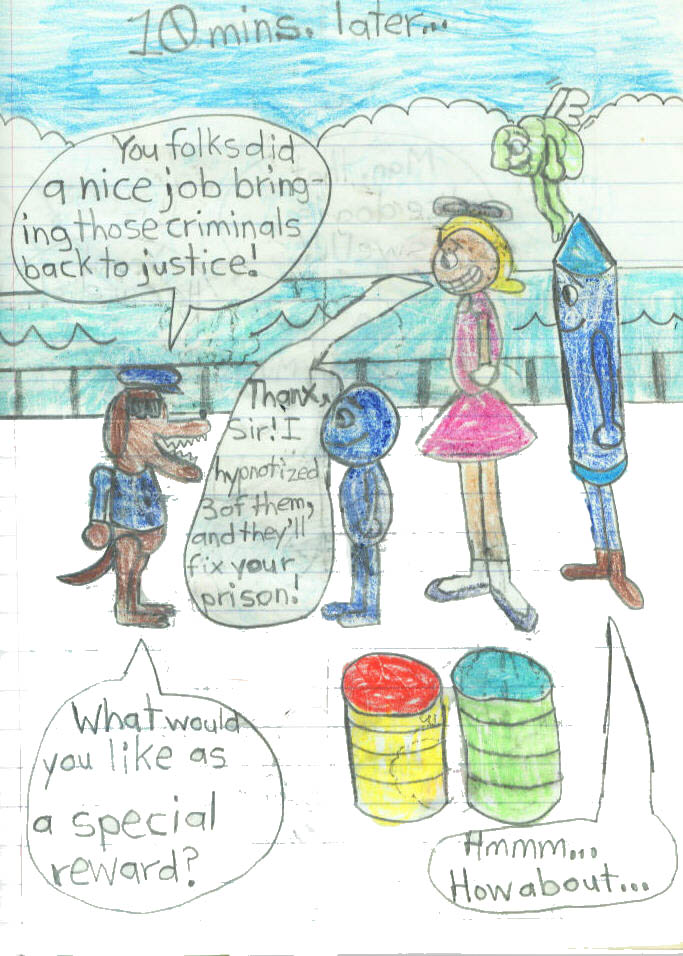 10 mins. later...
You folks did
a nice job bring-
ing those criminals
back to justice!
Thanx,
Sir! I
hypnotized
3 of them,
and they'll
fix your
prison!
What would
you like as
a special
reward?
Hmmm...
How about...